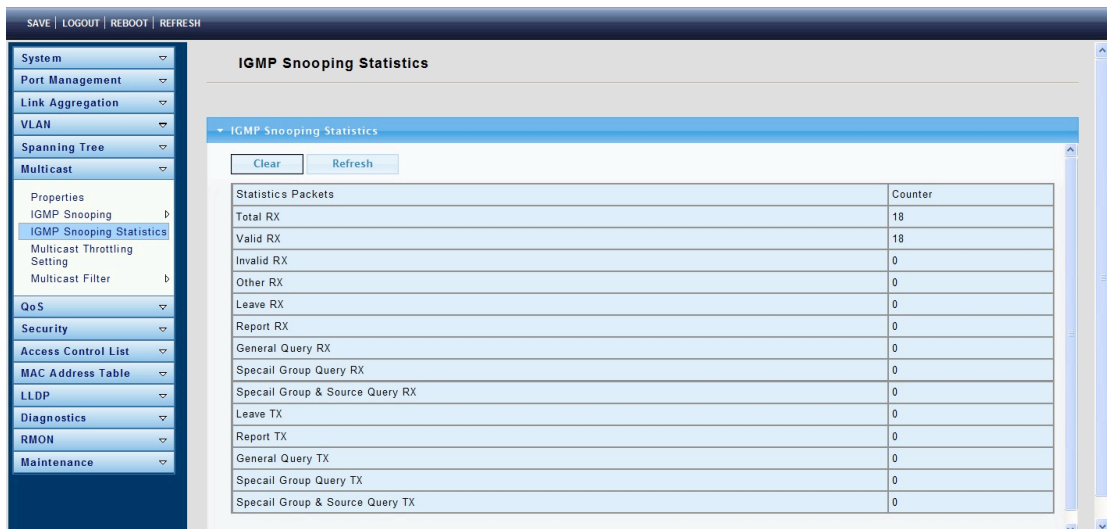 SAVE | LOGOUT | REBOOT | REFRESH
System
Port Management
Link Aggregation
VLAN
Spanning Tree
Multicast
Properties
IGMP Snooping
IGMP Snooping Statistics
Multicast Throttling
Setting
Multicast Filter
QoS
Security
Access Control List
MAC Address Table
LLDP
Diagnostics
RMON
Maintenance
IGMP Snooping Statistics
IGMP Snooping Statistics
Clear Refresh
Statistics Packets Counter
Total RX 18
Valid RX 18
Invalid RX 0
Other RX 0
Leave RX 0
Report RX 0
General Query RX 0
Specail Group Query RX 0
Specail Group & Source Query RX 0
Leave TX 0
Report TX 0
General Query TX 0
Specail Group Query TX 0
Specail Group & Source Query TX 0